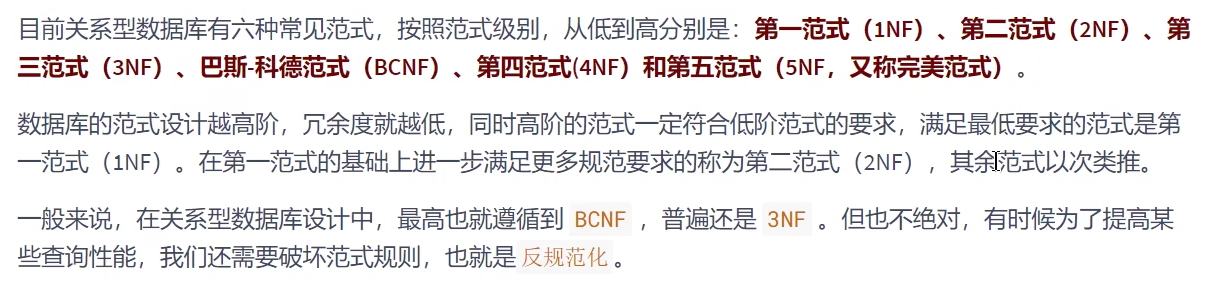 目前关系型数据库有六种常见范式，按照范式级别，从低到高分别是：第一范式（1NF）、第二范式（2NF）、第
三范式（3NF）、巴斯-科德范式（BCNF）、第四范式(4NF）和第五范式（5NF，又称完美范式）。
数据库的范式设计越高阶，冗余度就越低，同时高阶的范式一定符合低阶范式的要求，满足最低要求的范式是第
一范式（1NF）。在第一范式的基础上进一步满足更多规范要求的称为第二范式（2NF），其余范式以次类推。
一般来说，在关系型数据库设计中，最高也就遵循到 BCNF ，普遍还是 3NF 。但也不绝对，有时候为了提高某
些查询性能，我们还需要破坏范式规则，也就是 反规范化 。